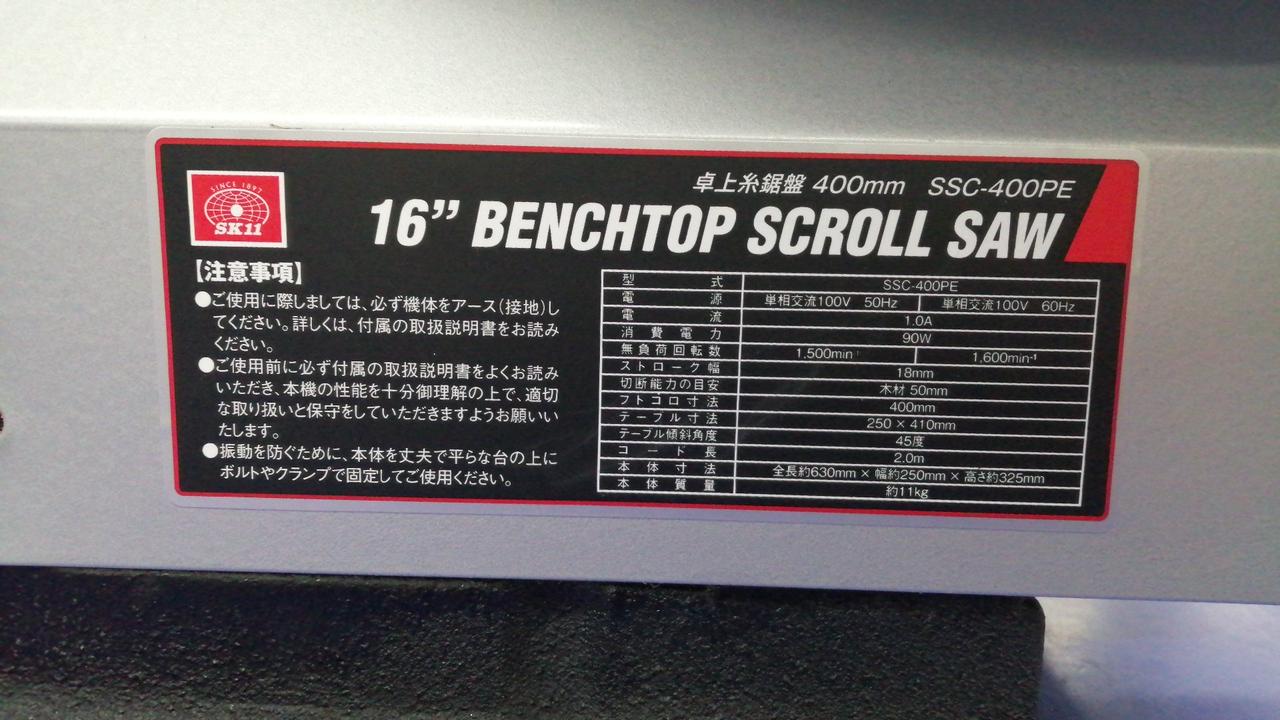 SINCE 1897
SK11
卓上糸鋸盤 400mm SSC-400PE
16” BENCHTOP SCROLL SAW
【注意事項】
●ご使用に際しましては、必ず機体をアース(接地)し
てください。詳しくは、付属の取扱説明書をお読み
ください。
●ご使用前に必ず付属の取扱説明書をよくお読み
いただき、本機の性能を十分御理解の上で、適切
な取り扱いと保守をしていただきますようお願いい
たします。
●振動を防ぐために、本体を丈夫で平らな台の上に
ボルトやクランプで固定してご使用ください。
型式 SSC-400PE
電源 単相交流100V 50Hz 単相交流100V 60Hz
電流 1.0A
消費電力 90W
無負荷回転数 1,500min⁻¹ 1,600min⁻¹
ストローク幅 18mm
切断能力の目安 木材 50mm
フトコロ寸法 400mm
テーブル寸法 250 × 410mm
テーブル傾斜角度 45度
コード長 2.0m
本体寸法 全長約630mm × 幅約250mm × 高さ約325mm
本体質量 約11kg